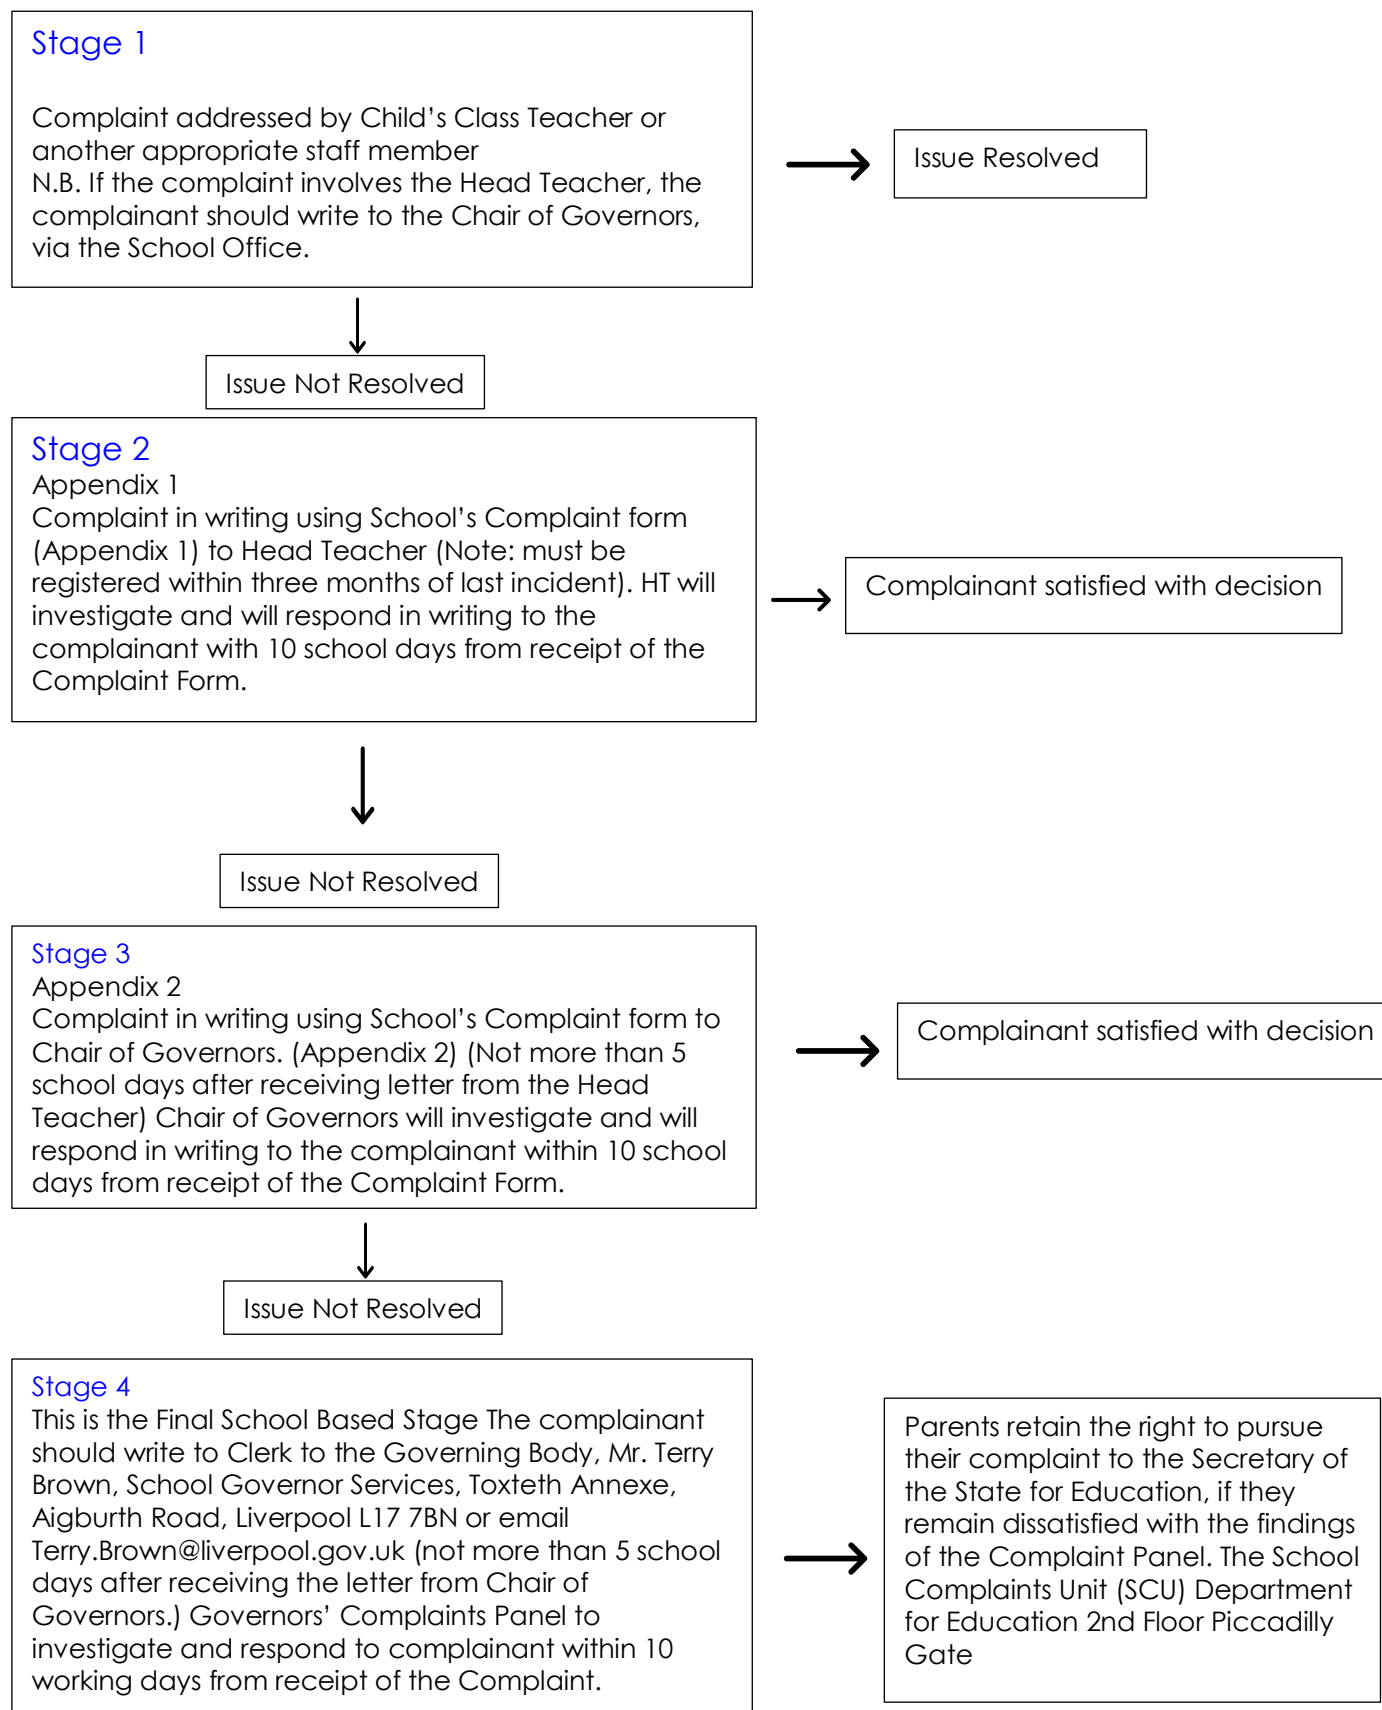 Stage 1
Complaint addressed by Child’s Class Teacher or
another appropriate staff member
N.B. If the complaint involves the Head Teacher, the
complainant should write to the Chair of Governors,
via the School Office.
Issue Resolved
Issue Not Resolved
Stage 2
Appendix 1
Complaint in writing using School’s Complaint form
(Appendix 1) to Head Teacher (Note: must be
registered within three months of last incident). HT will
investigate and will respond in writing to the
complainant with 10 school days from receipt of the
Complaint Form.
Complainant satisfied with decision
Issue Not Resolved
Stage 3
Appendix 2
Complaint in writing using School’s Complaint form to
Chair of Governors. (Appendix 2) (Not more than 5
school days after receiving letter from the Head
Teacher) Chair of Governors will investigate and will
respond in writing to the complainant within 10 school
days from receipt of the Complaint Form.
Complainant satisfied with decision
Issue Not Resolved
Stage 4
This is the Final School Based Stage The complainant
should write to Clerk to the Governing Body, Mr. Terry
Brown, School Governor Services, Toxteth Annexe,
Aigburth Road, Liverpool L17 7BN or email
Terry.Brown@liverpool.gov.uk (not more than 5 school
days after receiving the letter from Chair of
Governors.) Governors’ Complaints Panel to
investigate and respond to complainant within 10
working days from receipt of the Complaint.
Parents retain the right to pursue
their complaint to the Secretary of
the State for Education, if they
remain dissatisfied with the findings
of the Complaint Panel. The School
Complaints Unit (SCU) Department
for Education 2nd Floor Piccadilly
Gate